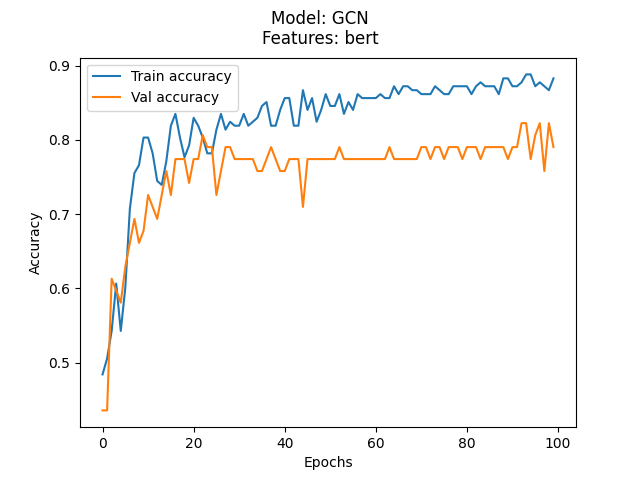 Model: GCN
Features: bert
Train accuracy
Val accuracy
0.9
0.8
0.7
0.6
0.5
Accuracy
0
20
40
60
80
100
Epochs